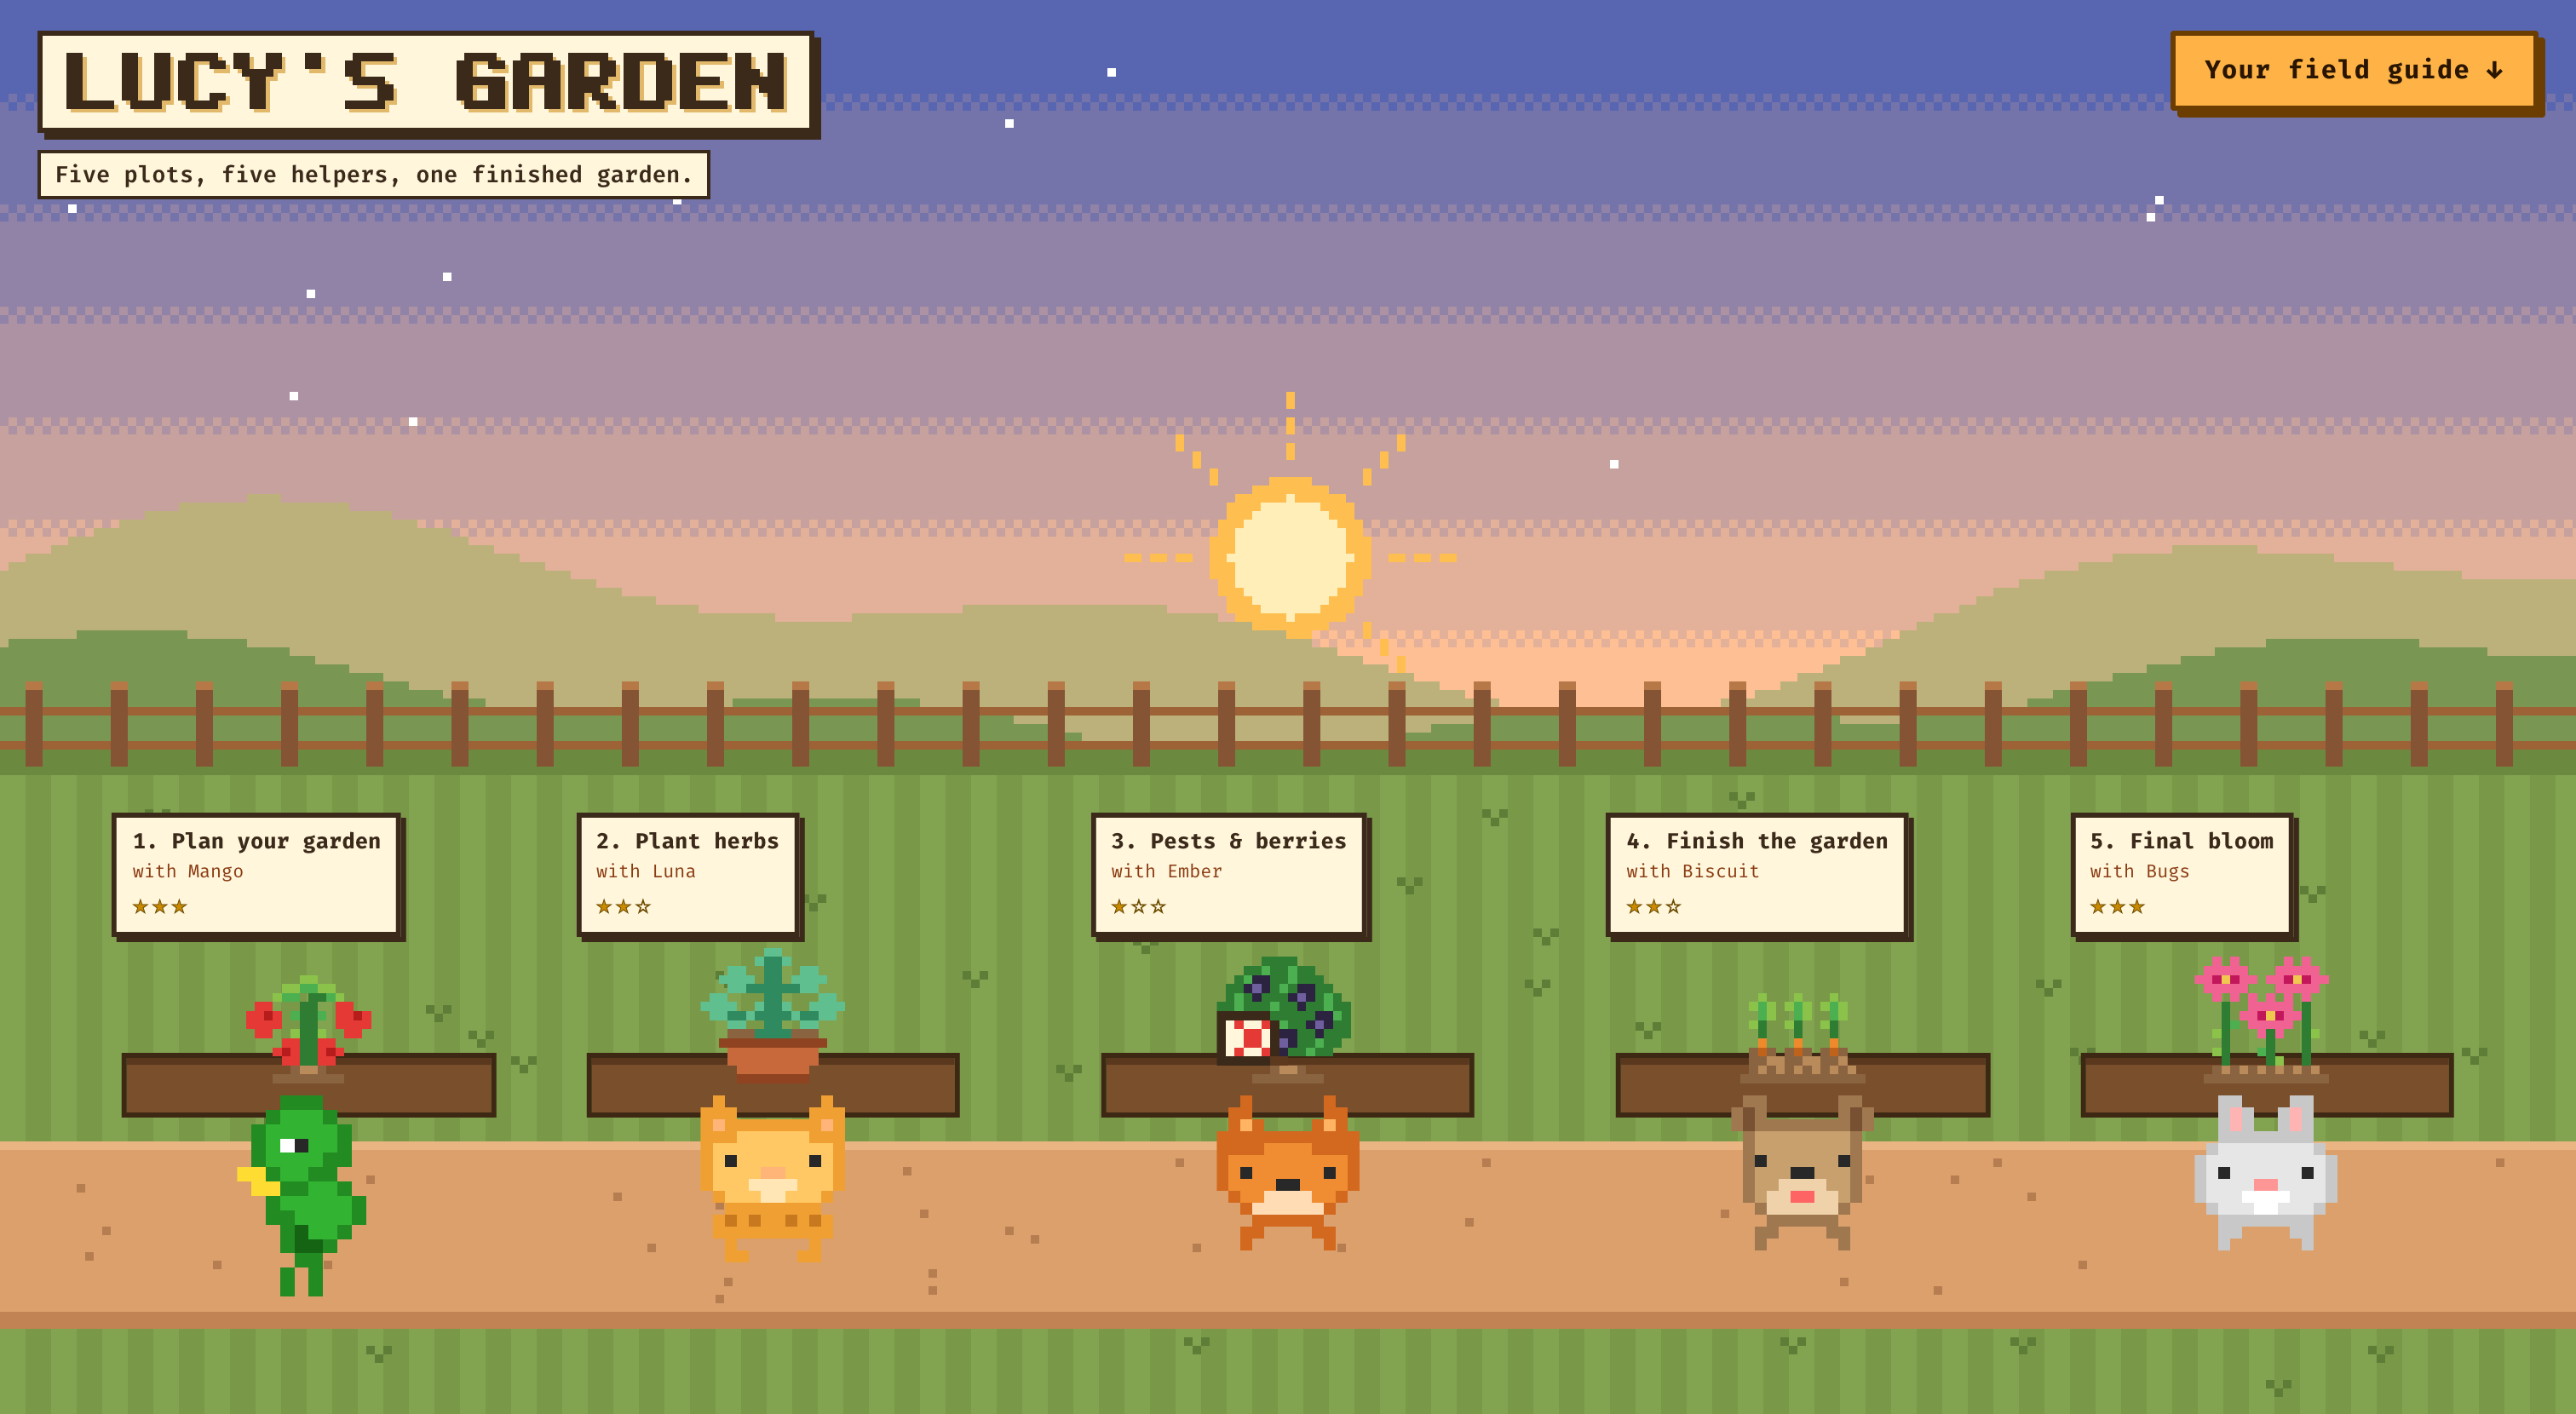 LUCY'S GARDEN
Your field guide ↓
Five plots, five helpers, one finished garden.
1. Plan your garden
with Mango
★★★
2. Plant herbs
with Luna
★★☆
3. Pests & berries
with Ember
★☆☆
4. Finish the garden
with Biscuit
★★☆
5. Final bloom
with Bugs
★★★